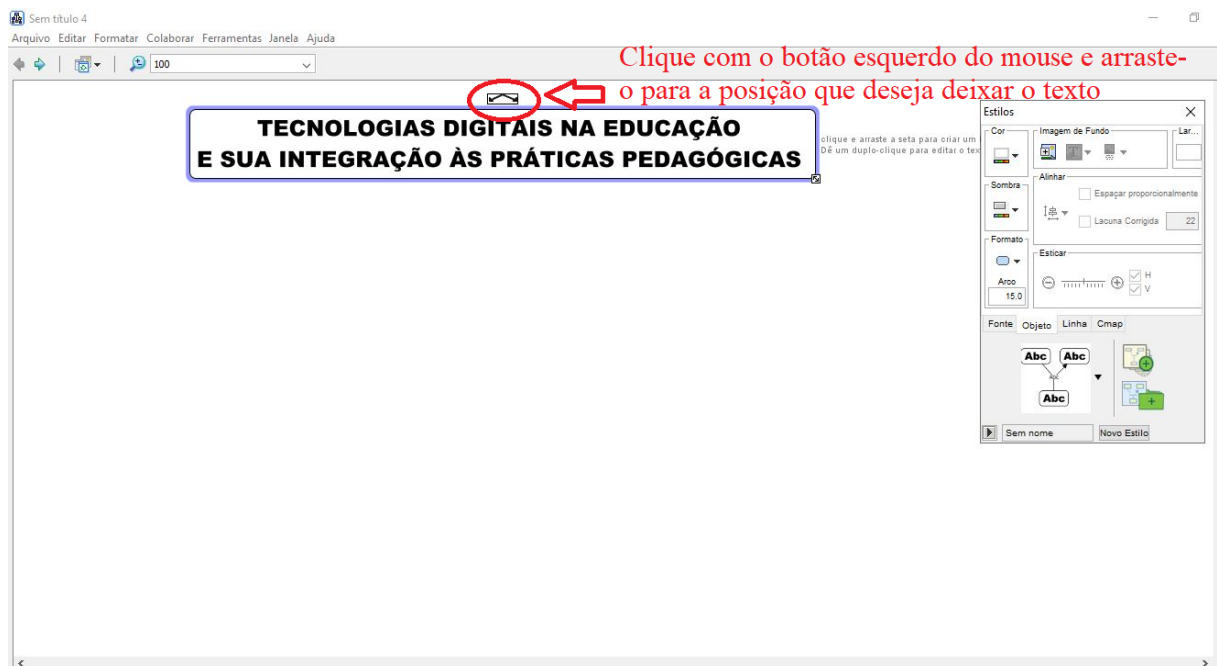 Sem título 4
Arquivo Editar Formatar Colaborar Ferramentas Janela Ajuda
100
Clique com o botão esquerdo do mouse e arraste-
o para a posição que deseja deixar o texto
TECNOLOGIAS DIGITAIS NA EDUCAÇÃO
E SUA INTEGRAÇÃO ÀS PRÁTICAS PEDAGÓGICAS
clique e arraste a seta para criar um
Dê um duplo-clique para editar o tex
Estilos
Cor
Imagem de Fundo
Lar...
Sombra
Alinhar
Espaçar proporcionalmente
Lacuna Corrigida 22
Formato
Esticar
Arco
15.0
H
V
Fonte Objeto Linha Cmap
Abc Abc
Abc
Sem nome Novo Estilo